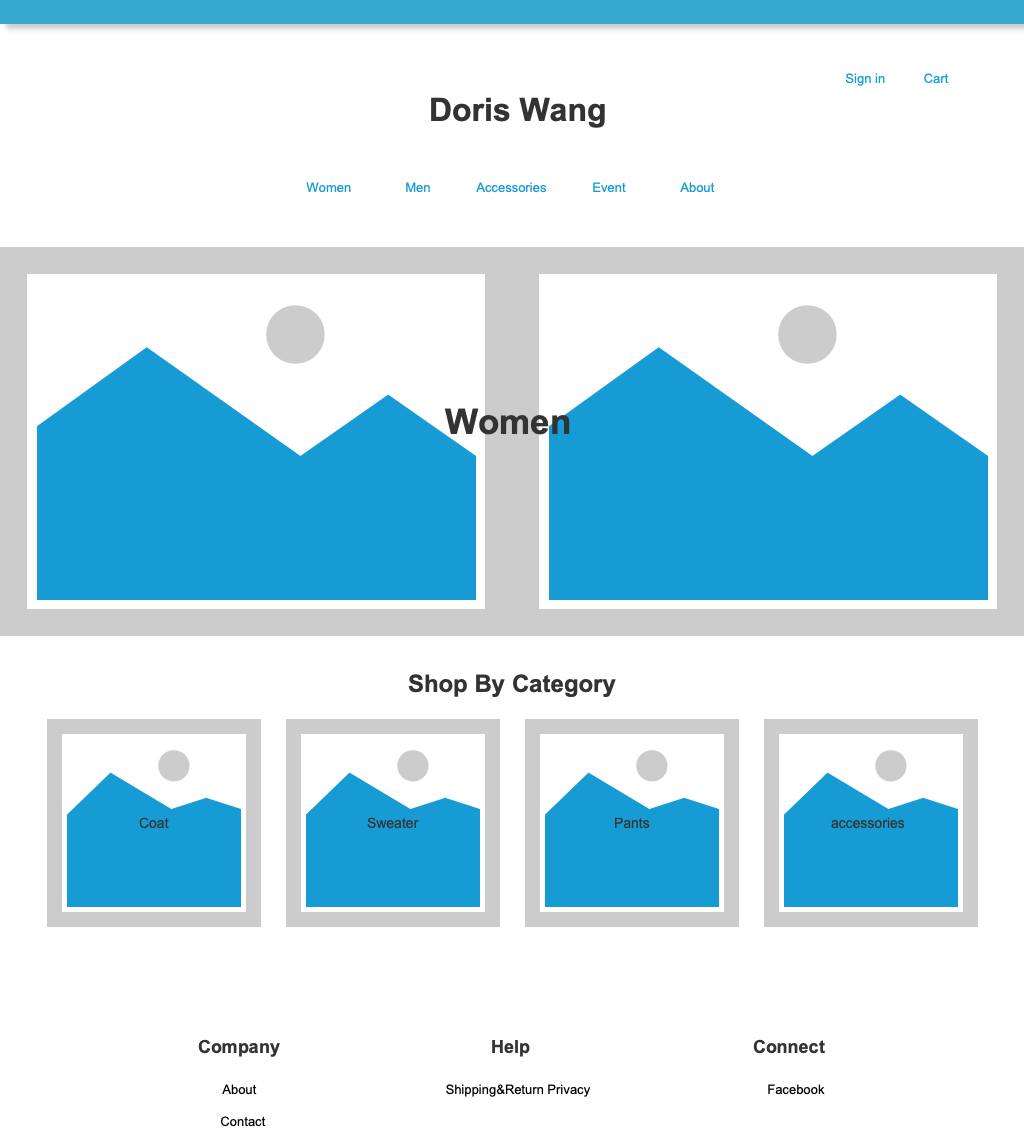 Sign in Cart
Doris Wang
Women Men Accessories Event About
Women
Shop By Category
Coat Sweater Pants accessories
Company Help Connect
About Shipping&Return Privacy Facebook
Contact